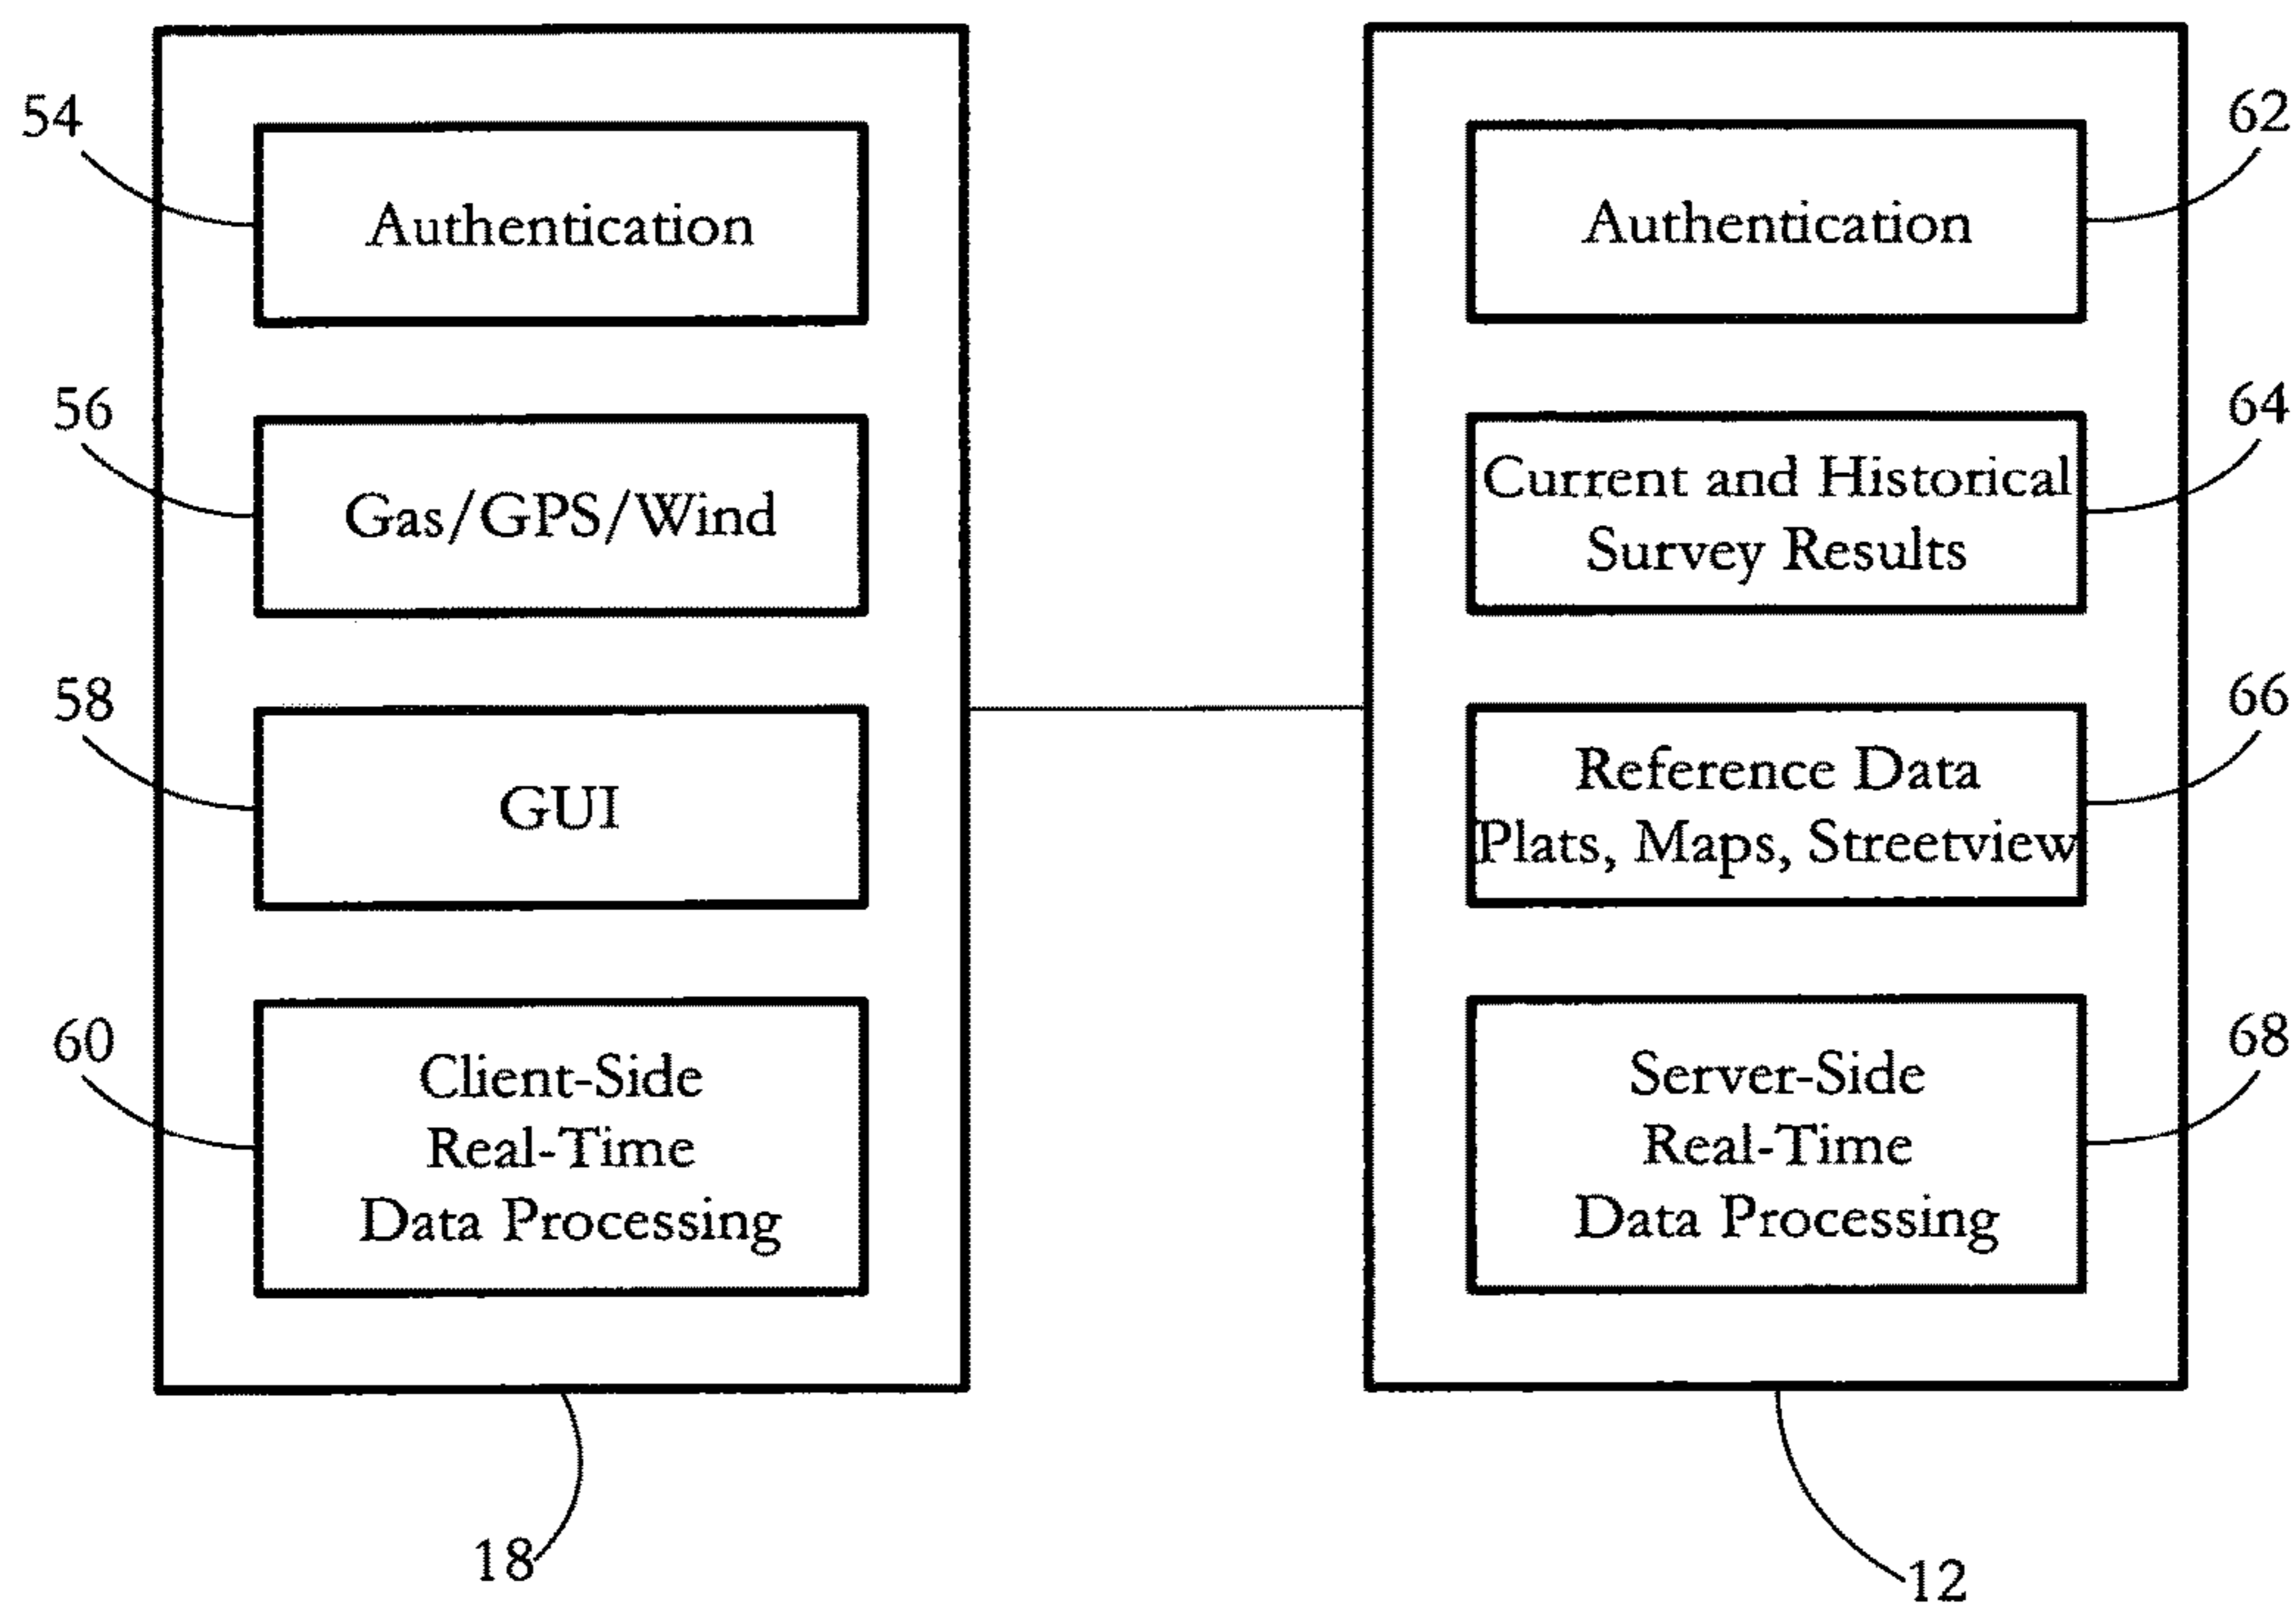 54
Authentication
56
Gas/GPS/Wind
58
GUI
60
Client-Side
Real-Time
Data Processing
18
62
Authentication
64
Current and Historical
Survey Results
66
Reference Data
Plats, Maps, Streetview
68
Server-Side
Real-Time
Data Processing
12